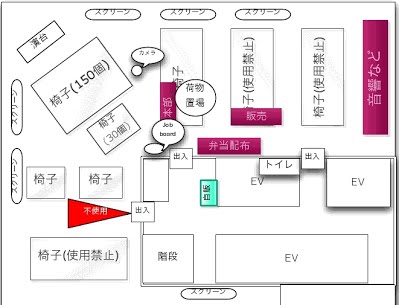 スクリーン
スクリーン
スクリーン
演台
カメラ
椅子(150個)
椅子
椅子(使用禁止)
椅子(使用禁止)
音響など
スクリーン
本部
荷物
置場
販売
椅子
(30個)
Job
board
弁当配布
スクリーン
出入
トイレ
出入
椅子
椅子
自販
EV
EV
不使用
出入
椅子(使用禁止)
階段
EV
スクリーン